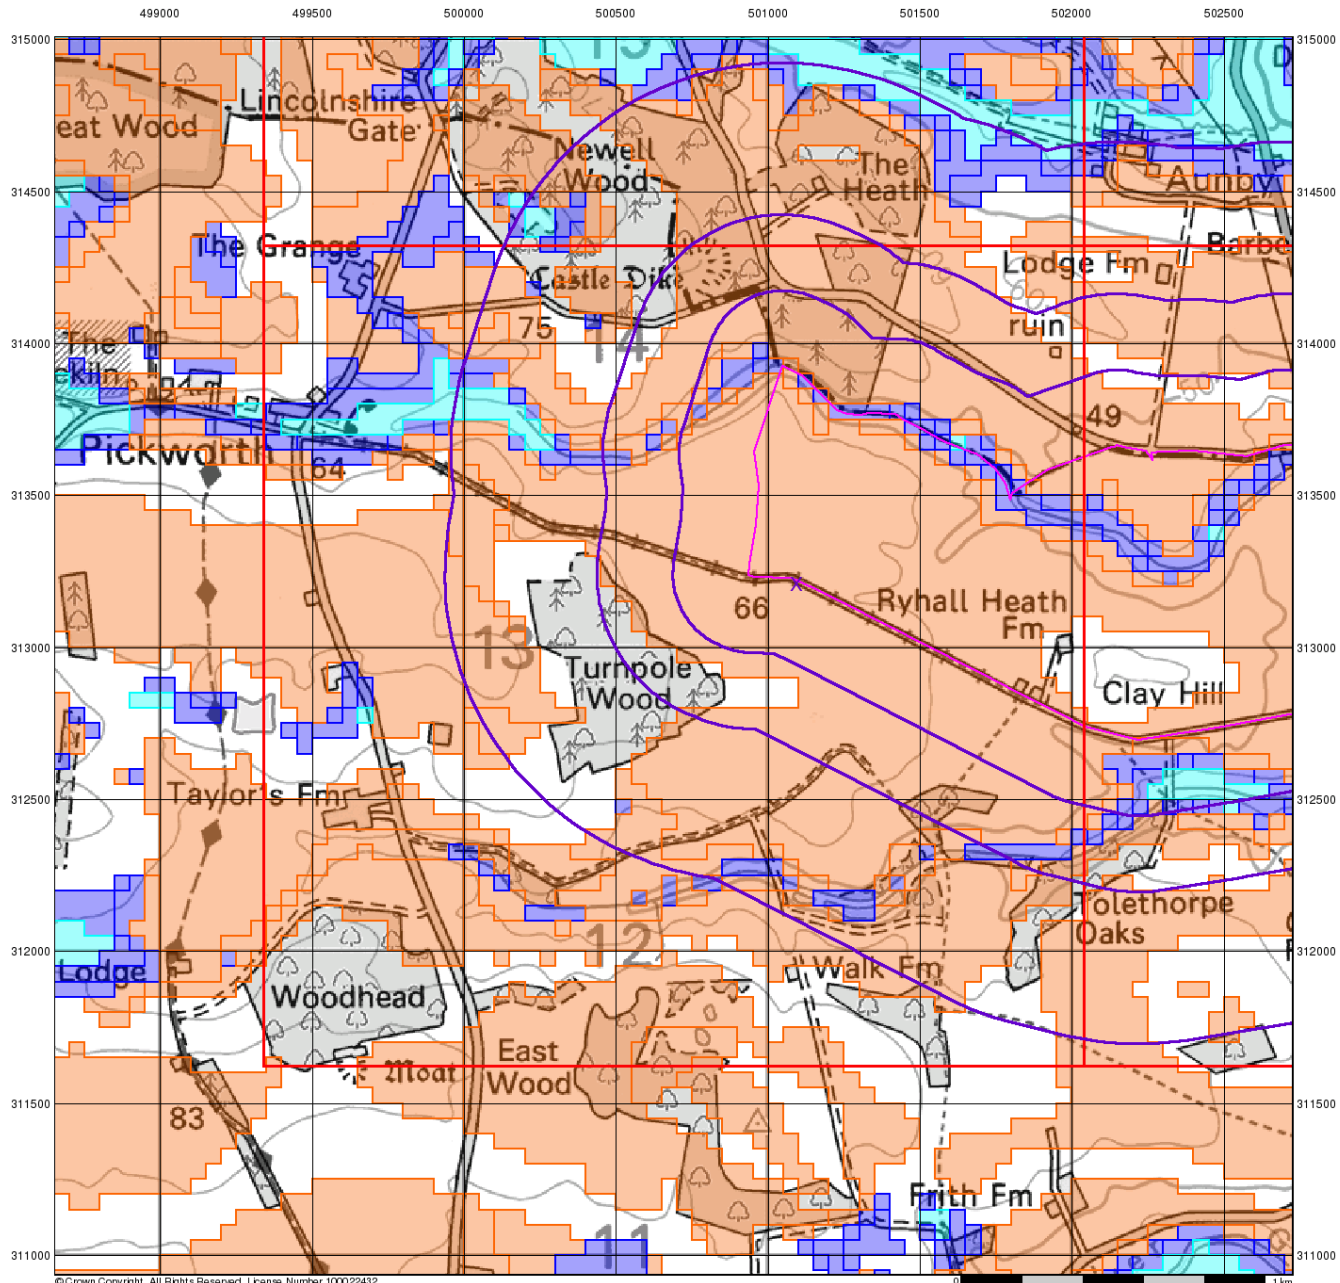 499000 499500 500000 500500 501000 501500 502000 502500
315000 315000
15
D
Lincolnshire
Gate
eat Wood
Newell
Wood
The
Heath
Aunby
314500 314500
The Grange
Barbe
Castle Dike
Lodge Fm
60
75
14
ruin
The
ekiln
314000 314000
50
49
Pickworth
64
313500 313500
66
Ryhall Heath
Fm
13
313000 313000
Turnpole
Wood
Clay Hill
Taylor's Fm
312500 312500
Tolethorpe
Oaks
12
312000 312000
Lodge
Walk Fm
Woodhead
East
Wood
Moat
311500 311500
83
Frith Fm
11
311000 311000
© Crown Copyright. All Rights Reserved. License Number 100022432
0 1 km